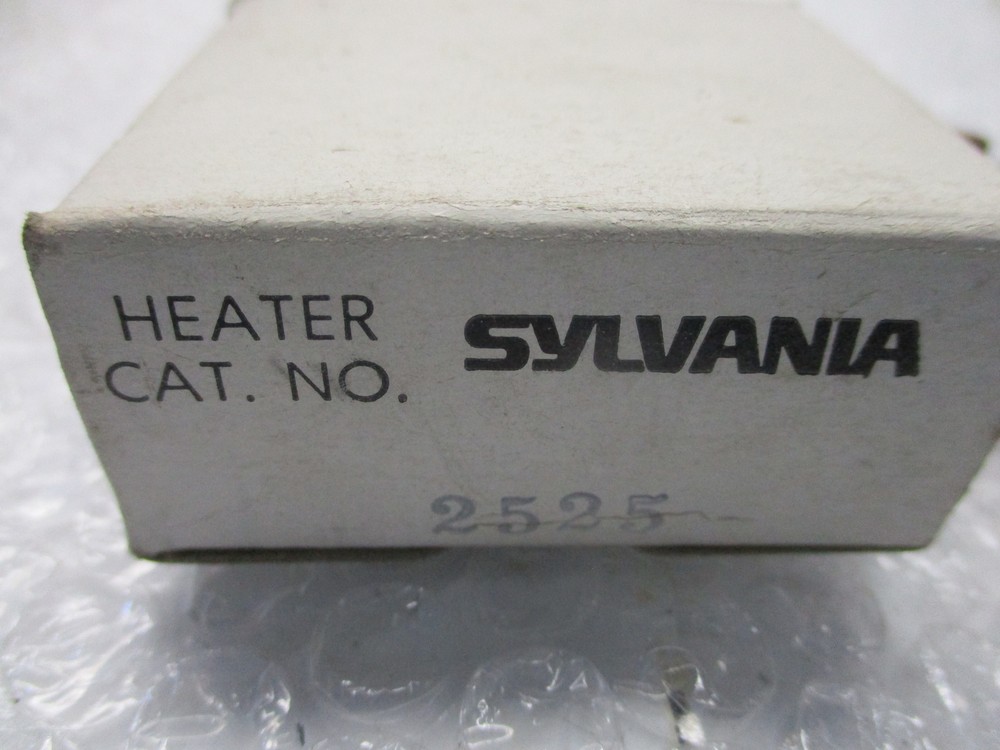 HEATER
CAT. NO.
SYLVANIA
2525